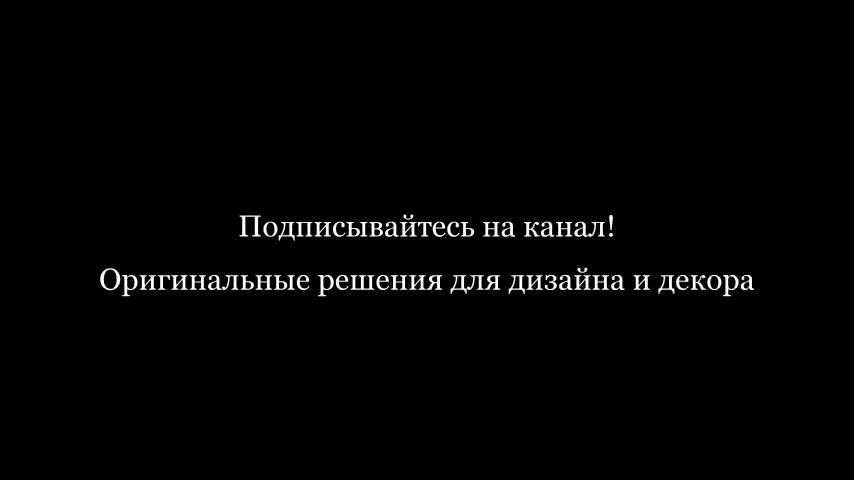 Подписывайтесь на канал!
Оригинальные решения для дизайна и декора